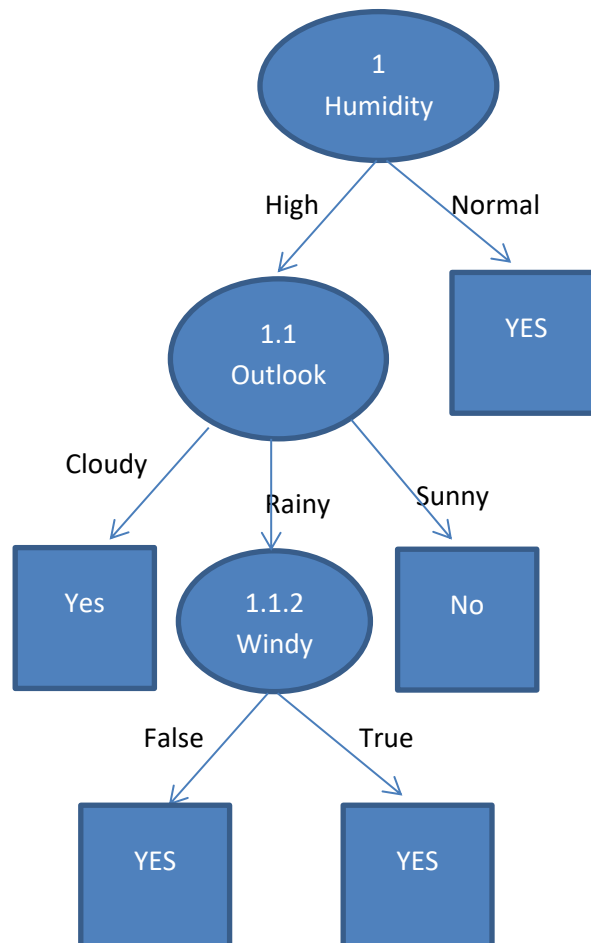 1
Humidity
High
Normal
YES
1.1
Outlook
Cloudy
Rainy
Sunny
Yes
1.1.2
Windy
No
False
True
YES
YES